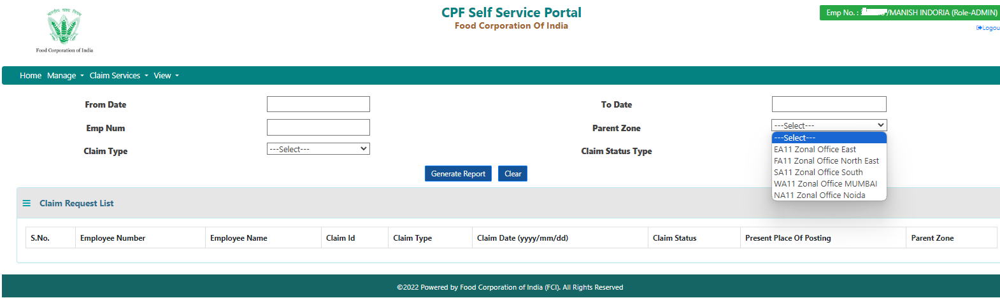 भारतीय खाद्य निगम
Food Corporation of India
CPF Self Service Portal
Food Corporation Of India
Emp No. : /MANISH INDORIA (Role-ADMIN)
Logou
Home Manage Claim Services View
From Date
To Date
Emp Num
Parent Zone ---Select---
---Select---
EA11 Zonal Office East
FA11 Zonal Office North East
SA11 Zonal Office South
WA11 Zonal Office MUMBAI
NA11 Zonal Office Noida
Claim Type ---Select---
Claim Status Type
Generate Report Clear
Claim Request List
S.No. Employee Number Employee Name Claim Id Claim Type Claim Date (yyyy/mm/dd) Claim Status Present Place Of Posting Parent Zone
©2022 Powered by Food Corporation of India (FCI). All Rights Reserved